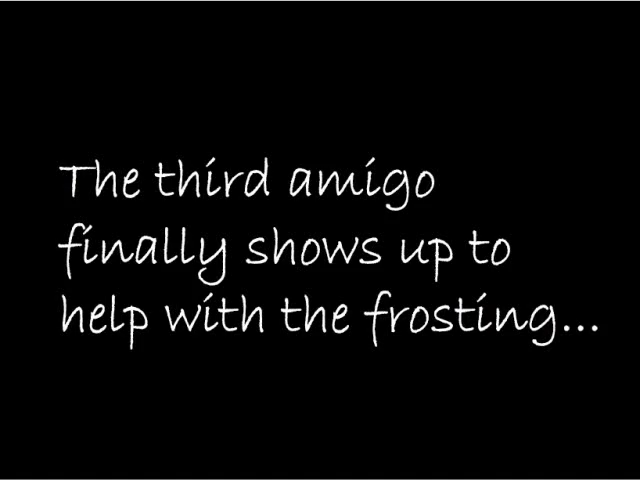 The third amigo
finally shows up to
help with the frosting...